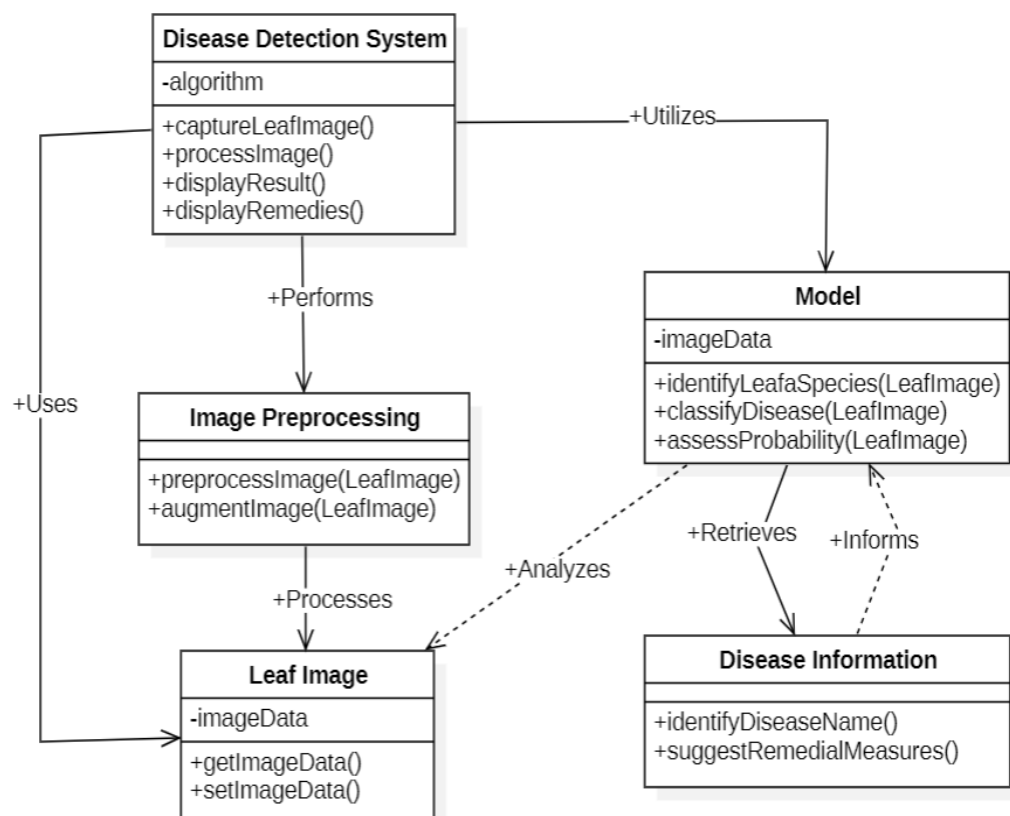 Disease Detection System
-algorithm
+captureLeafImage()
+processImage()
+displayResult()
+displayRemedies()
+Utilizes
+Performs
+Uses
Model
-imageData
+identifyLeafaSpecies(LeafImage)
+classifyDisease(LeafImage)
+assessProbability(LeafImage)
Image Preprocessing
+preprocessImage(LeafImage)
+augmentImage(LeafImage)
+Retrieves
+Informs
+Analyzes
+Processes
Leaf Image
-imageData
+getImageData()
+setImageData()
Disease Information
+identifyDiseaseName()
+suggestRemedialMeasures()